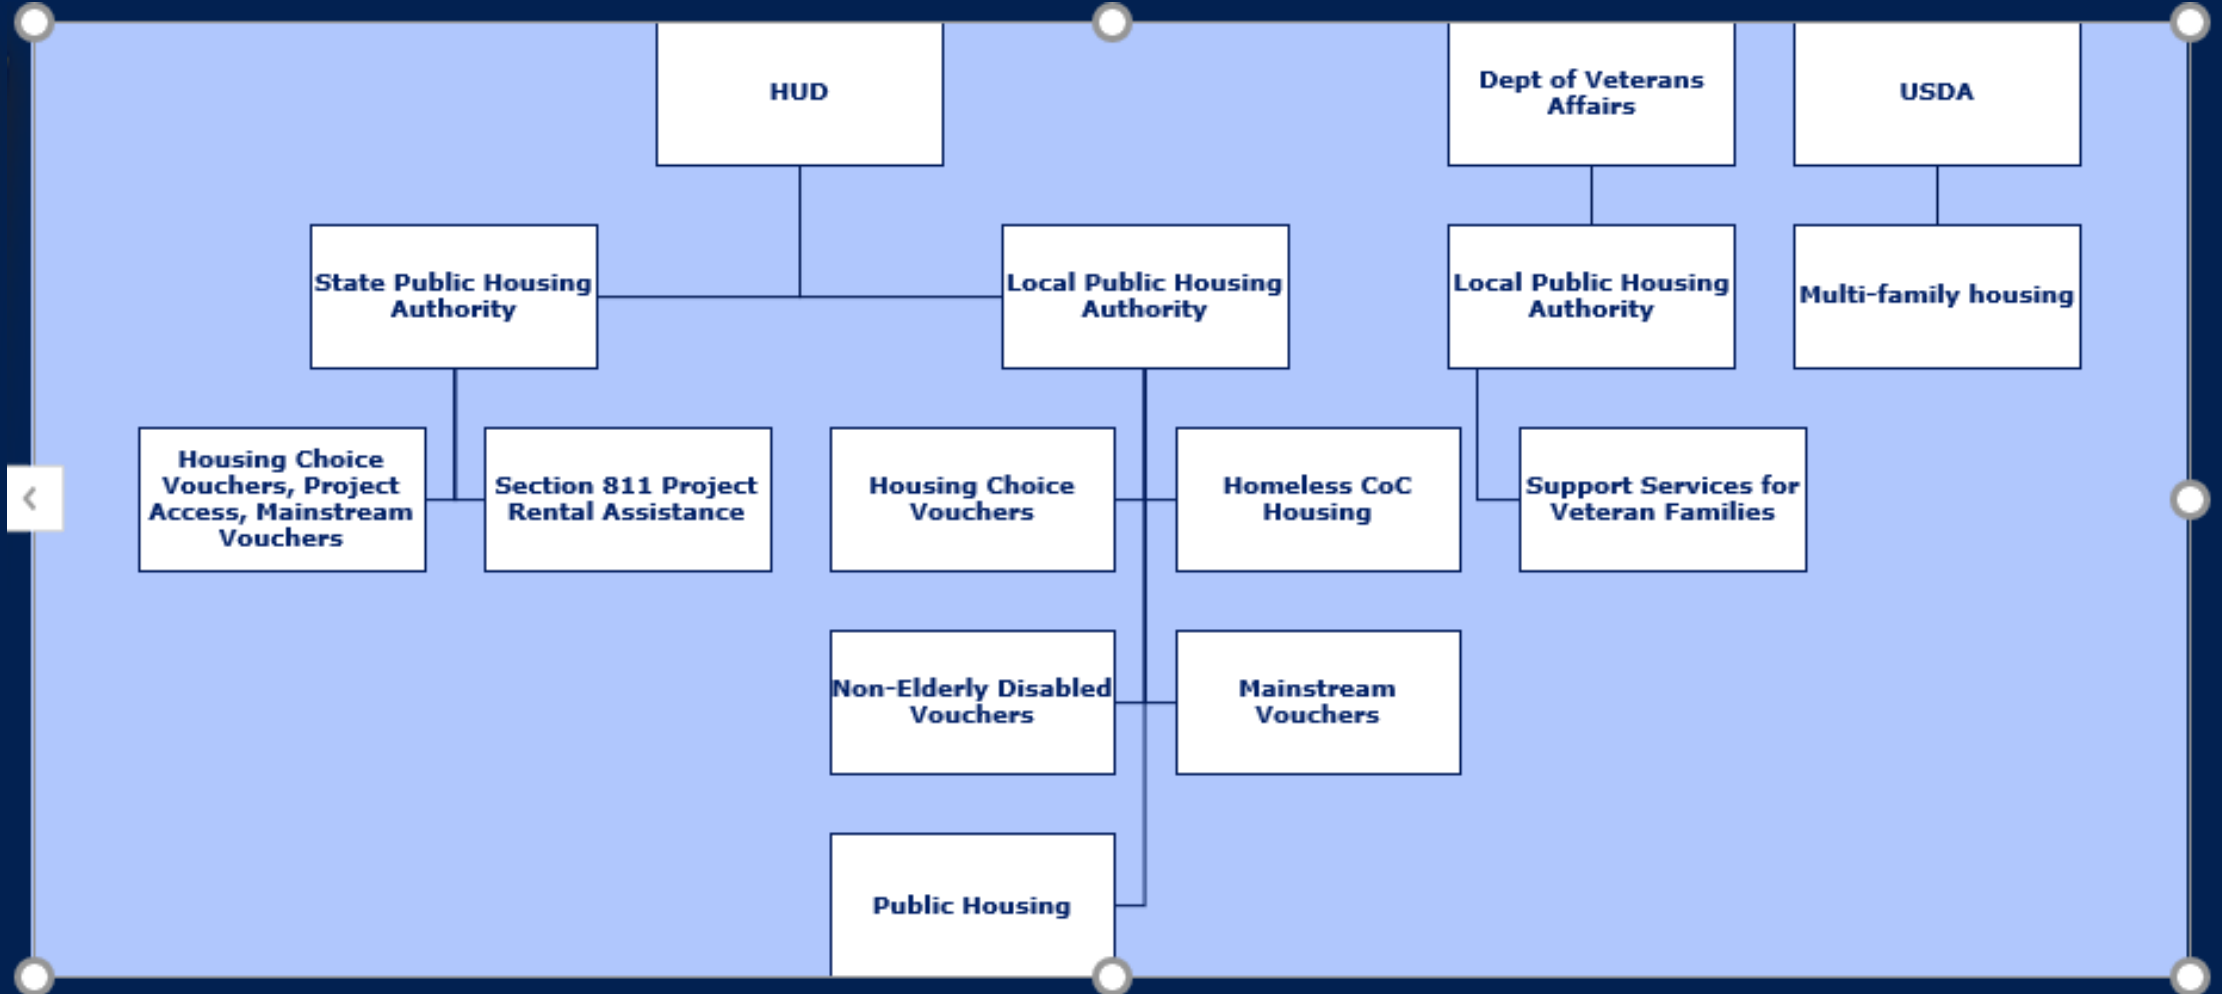 HUD
Dept of Veterans
Affairs
USDA
State Public Housing
Authority
Local Public Housing
Authority
Local Public Housing
Authority
Multi-family housing
Housing Choice
Vouchers, Project
Access, Mainstream
Vouchers
Section 811 Project
Rental Assistance
Housing Choice
Vouchers
Homeless CoC
Housing
Support Services for
Veteran Families
Non-Elderly Disabled
Vouchers
Mainstream
Vouchers
Public Housing